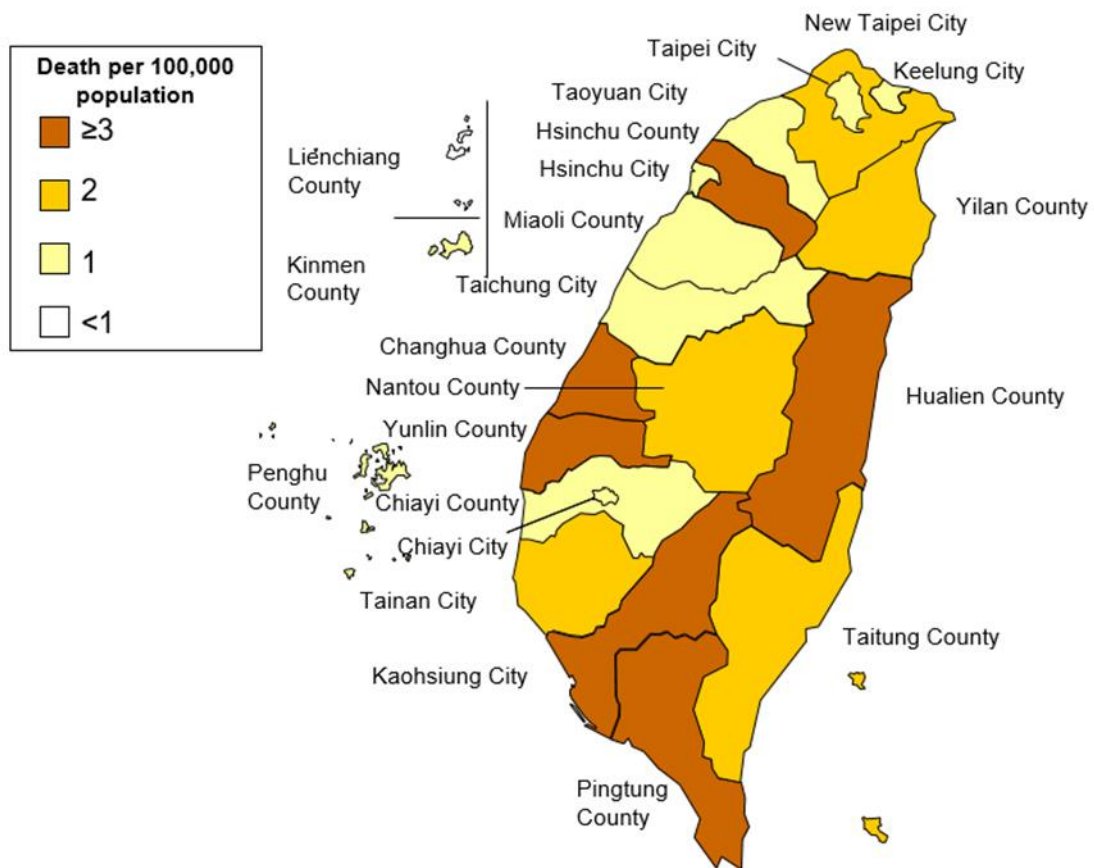 Death per 100,000
population
≥3
2
1
<1
New Taipei City
Taipei City
Keelung City
Taoyuan City
Hsinchu County
Hsinchu City
Lienchiang
County
Miaoli County
Yilan County
Kinmen
County
Taichung City
Changhua County
Nantou County
Hualien County
Yunlin County
Penghu
County
Chiayi County
Chiayi City
Tainan City
Taitung County
Kaohsiung City
Pingtung
County